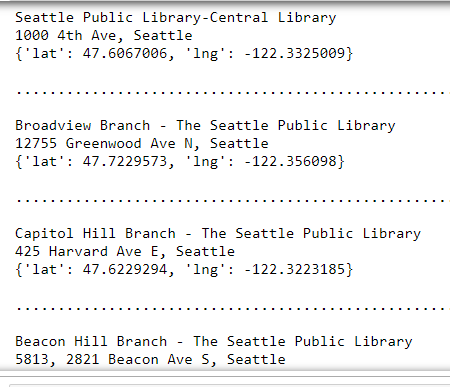 Seattle Public Library-Central Library
1000 4th Ave, Seattle
{'lat': 47.6067006, 'lng': -122.3325009}
....................................................
Broadview Branch - The Seattle Public Library
12755 Greenwood Ave N, Seattle
{'lat': 47.7229573, 'lng': -122.356098}
....................................................
Capitol Hill Branch - The Seattle Public Library
425 Harvard Ave E, Seattle
{'lat': 47.6229294, 'lng': -122.3223185}
....................................................
Beacon Hill Branch - The Seattle Public Library
5813, 2821 Beacon Ave S, Seattle